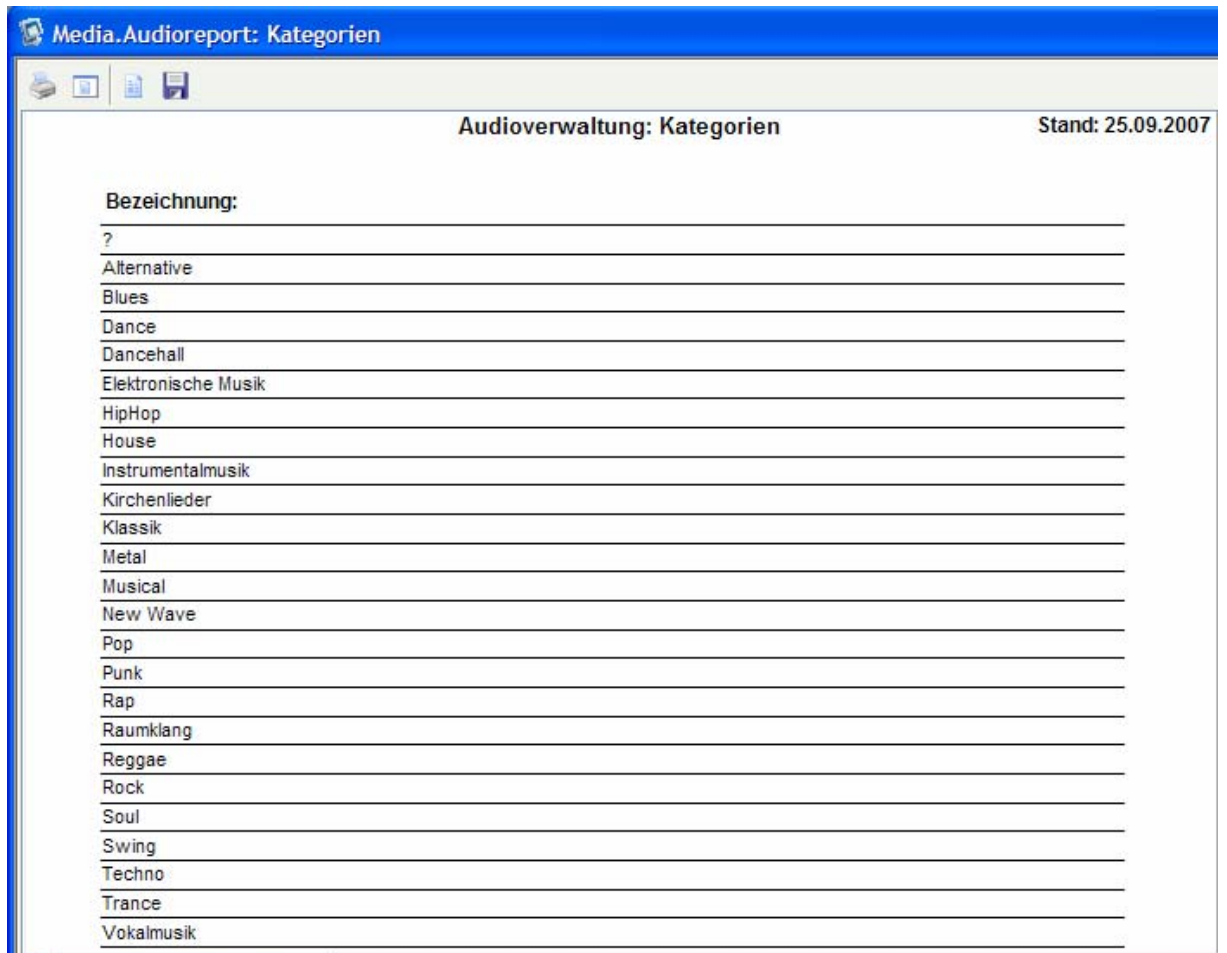 Media.Audioreport: Kategorien
Audioverwaltung: Kategorien Stand: 25.09.2007
Bezeichnung:
?
Alternative
Blues
Dance
Dancehall
Elektronische Musik
HipHop
House
Instrumentalmusik
Kirchenlieder
Klassik
Metal
Musical
New Wave
Pop
Punk
Rap
Raumklang
Reggae
Rock
Soul
Swing
Techno
Trance
Vokalmusik